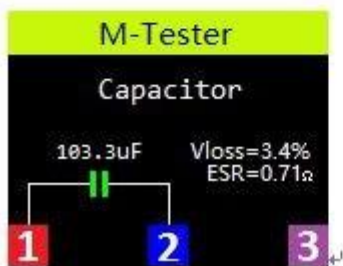 M-Tester
Capacitor
103.3uF
Vloss=3.4%
ESR=0.71Ω
1 2 3